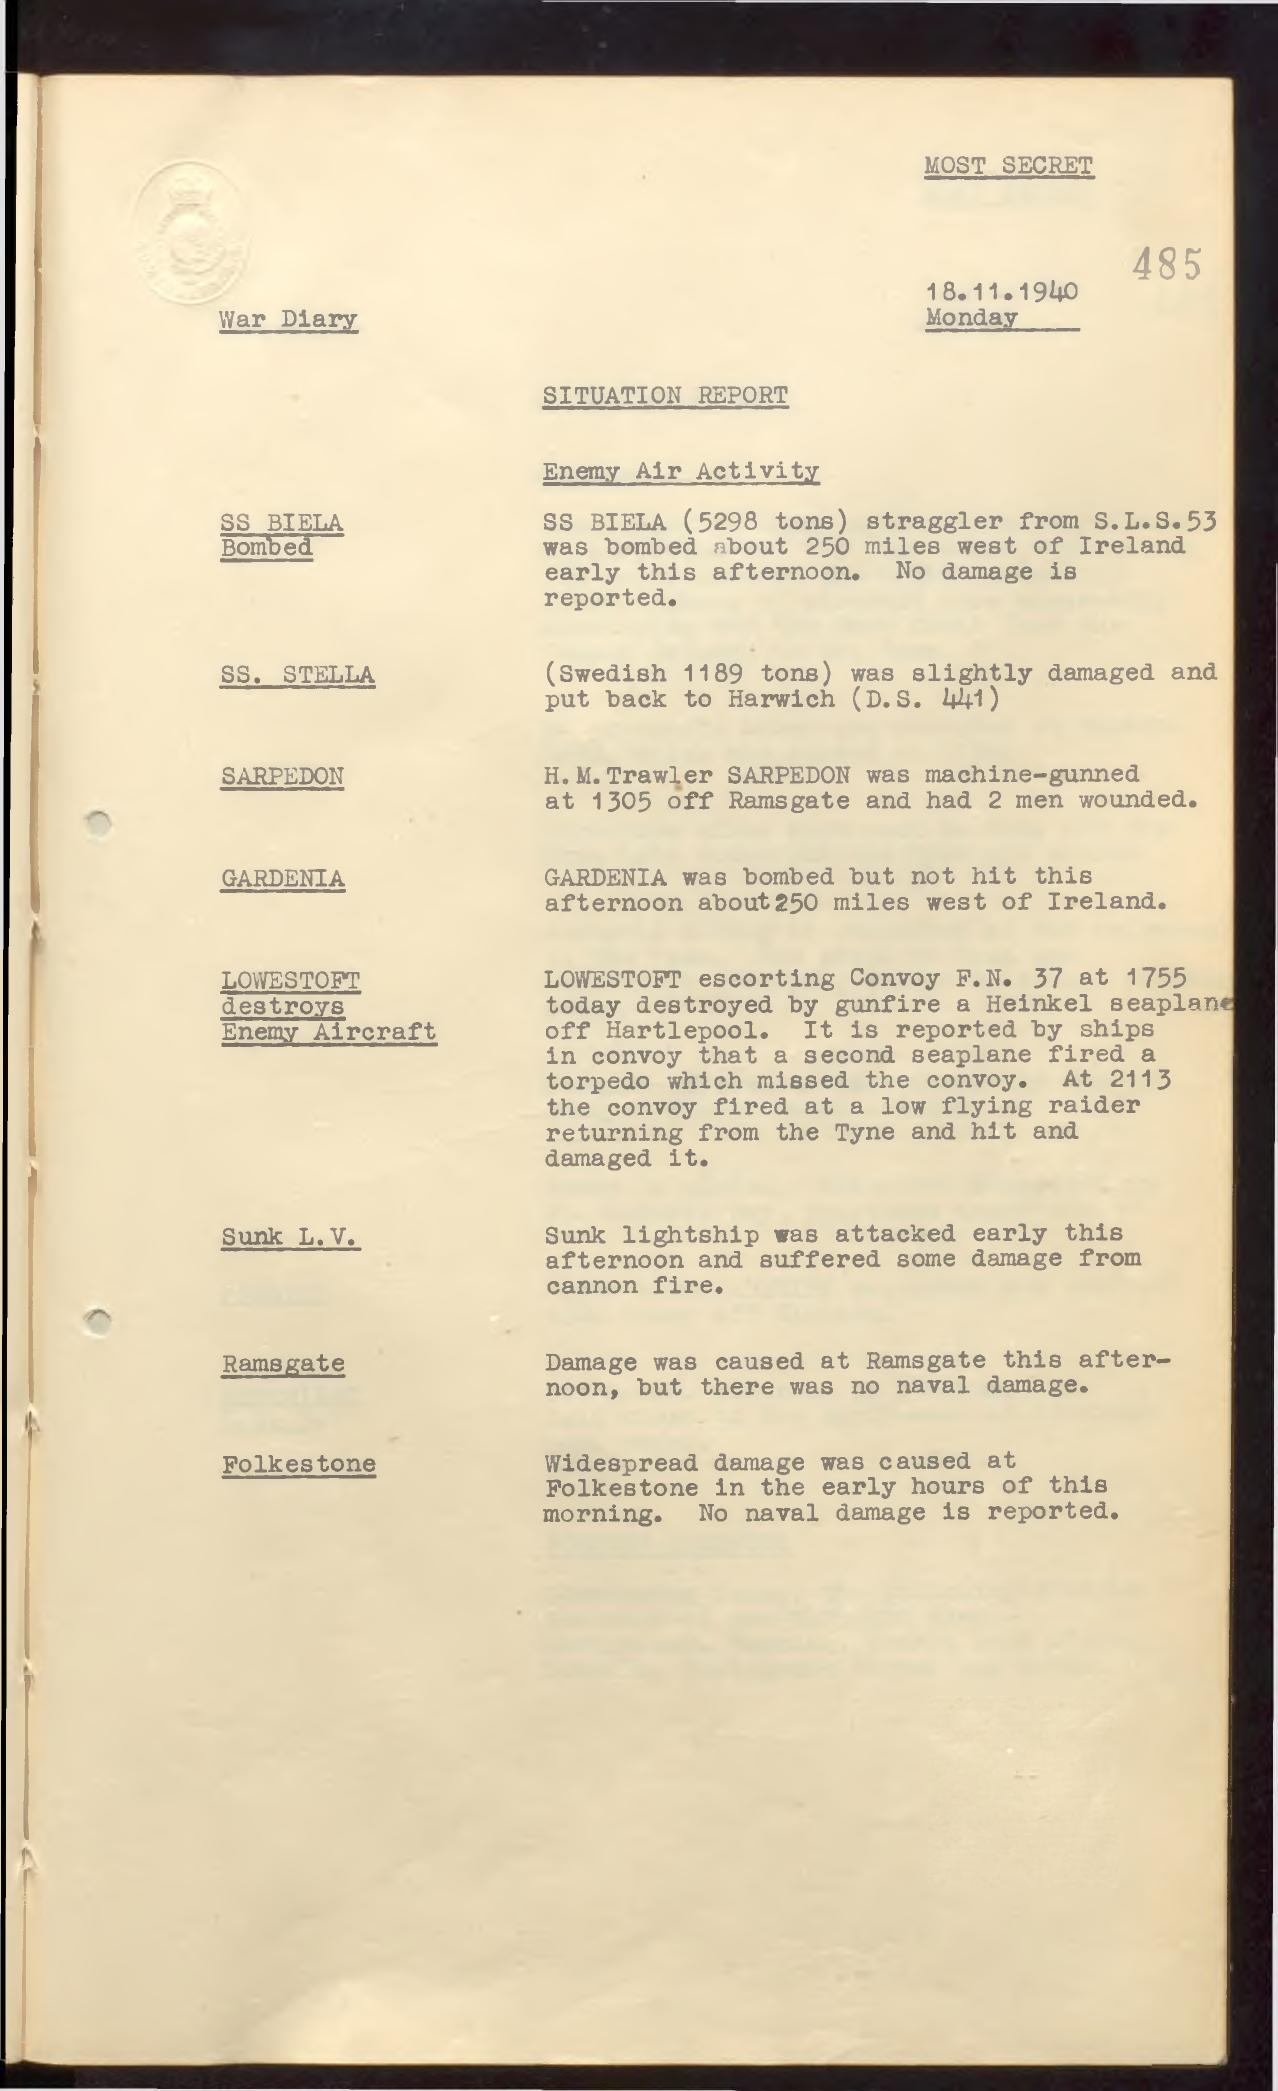 MOST SECRET
485
18.11.1940
Monday
War Diary
SITUATION REPORT
Enemy Air Activity
SS BIELA
Bombed
SS BIELA (5298 tons) straggler from S.L.S.53
was bombed about 250 miles west of Ireland
early this afternoon. No damage is
reported.
SS. STELLA
(Swedish 1189 tons) was slightly damaged and
put back to Harwich (D.S. 441)
SARPEDON
H.M.Trawler SARPEDON was machine-gunned
at 1305 off Ramsgate and had 2 men wounded.
GARDENIA
GARDENIA was bombed but not hit this
afternoon about250 miles west of Ireland.
LOWESTOFT
destroys
Enemy Aircraft
LOWESTOFT escorting Convoy F.N. 37 at 1755
today destroyed by gunfire a Heinkel seaplane
off Hartlepool. It is reported by ships
in convoy that a second seaplane fired a
torpedo which missed the convoy. At 2113
the convoy fired at a low flying raider
returning from the Tyne and hit and
damaged it.
Sunk L.V.
Sunk lightship was attacked early this
afternoon and suffered some damage from
cannon fire.
Ramsgate
Damage was caused at Ramsgate this after-
noon, but there was no naval damage.
Folkestone
Widespread damage was caused at
Folkestone in the early hours of this
morning. No naval damage is reported.